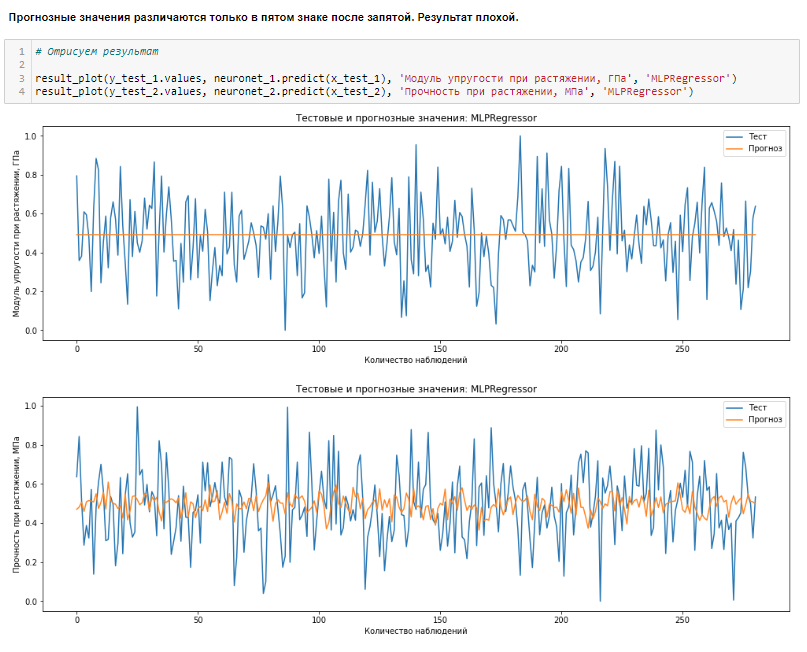 Прогнозные значения различаются только в пятом знаке после запятой. Результат плохой.
1 # Отрисуем результат
2
3 result_plot(y_test_1.values, neuronet_1.predict(x_test_1), 'Модуль упругости при растяжении, ГПа', 'MLPRegressor')
4 result_plot(y_test_2.values, neuronet_2.predict(x_test_2), 'Прочность при растяжении, МПа', 'MLPRegressor')
Тестовые и прогнозные значения: MLPRegressor
Тест
Прогноз
Модуль упругости при растяжении, ГПа
1.0
0.8
0.6
0.4
0.2
0.0
0 50 100 150 200 250
Количество наблюдений
Тестовые и прогнозные значения: MLPRegressor
Тест
Прогноз
Прочность при растяжении, МПа
1.0
0.8
0.6
0.4
0.2
0.0
0 50 100 150 200 250
Количество наблюдений